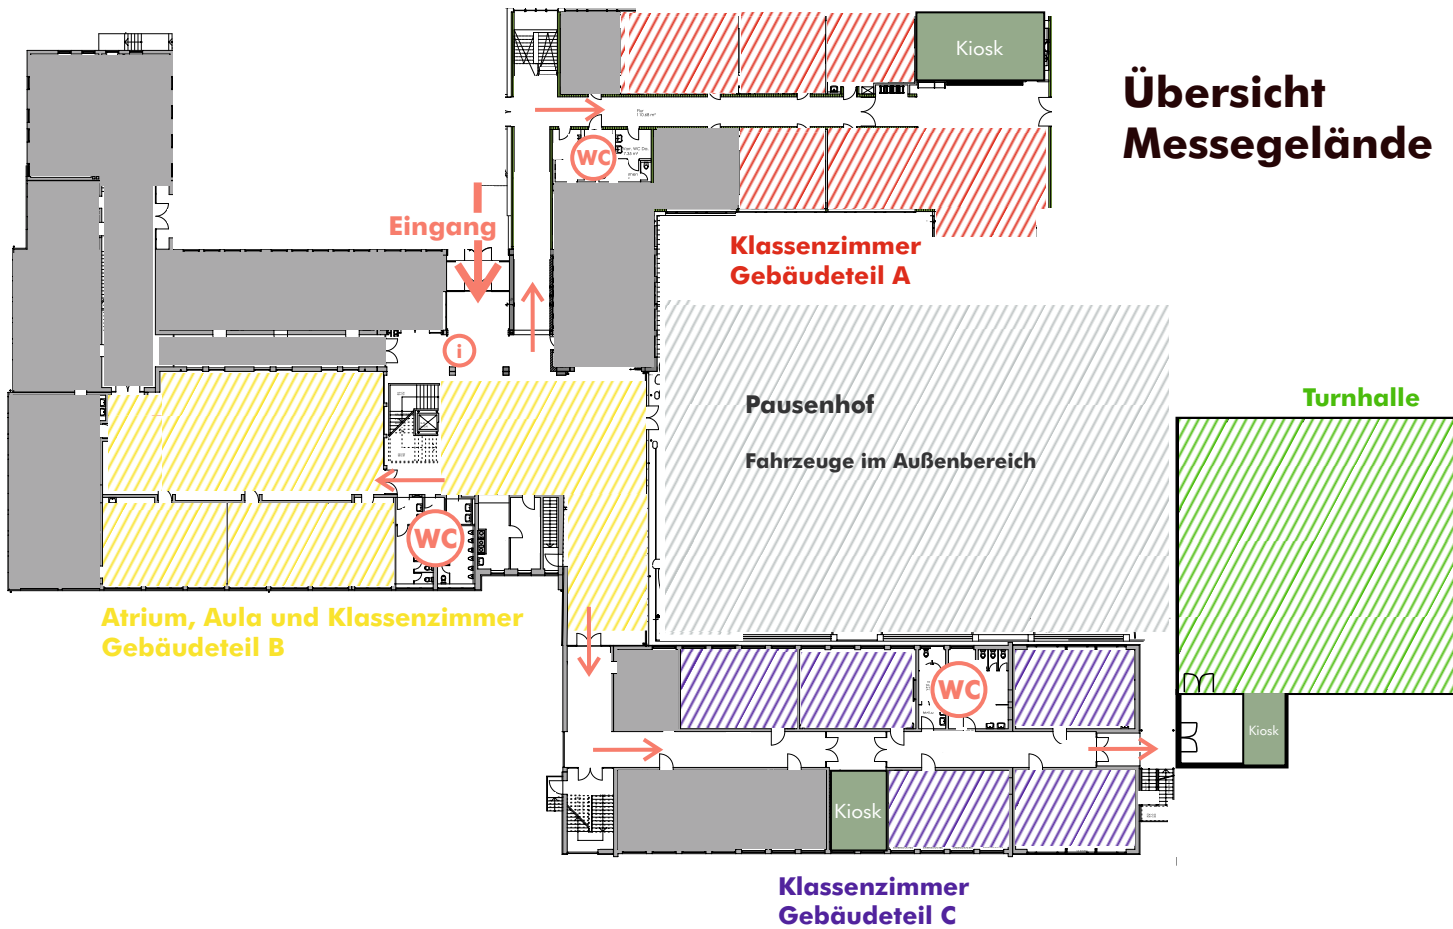 Übersicht
Messegelände
Kiosk
Flur
WC
Eingang
Klassenzimmer
Gebäudeteil A
i
Pausenhof
Fahrzeuge im Außenbereich
Turnhalle
WC
Atrium, Aula und Klassenzimmer
Gebäudeteil B
WC
Kiosk
Kiosk
Klassenzimmer
Gebäudeteil C